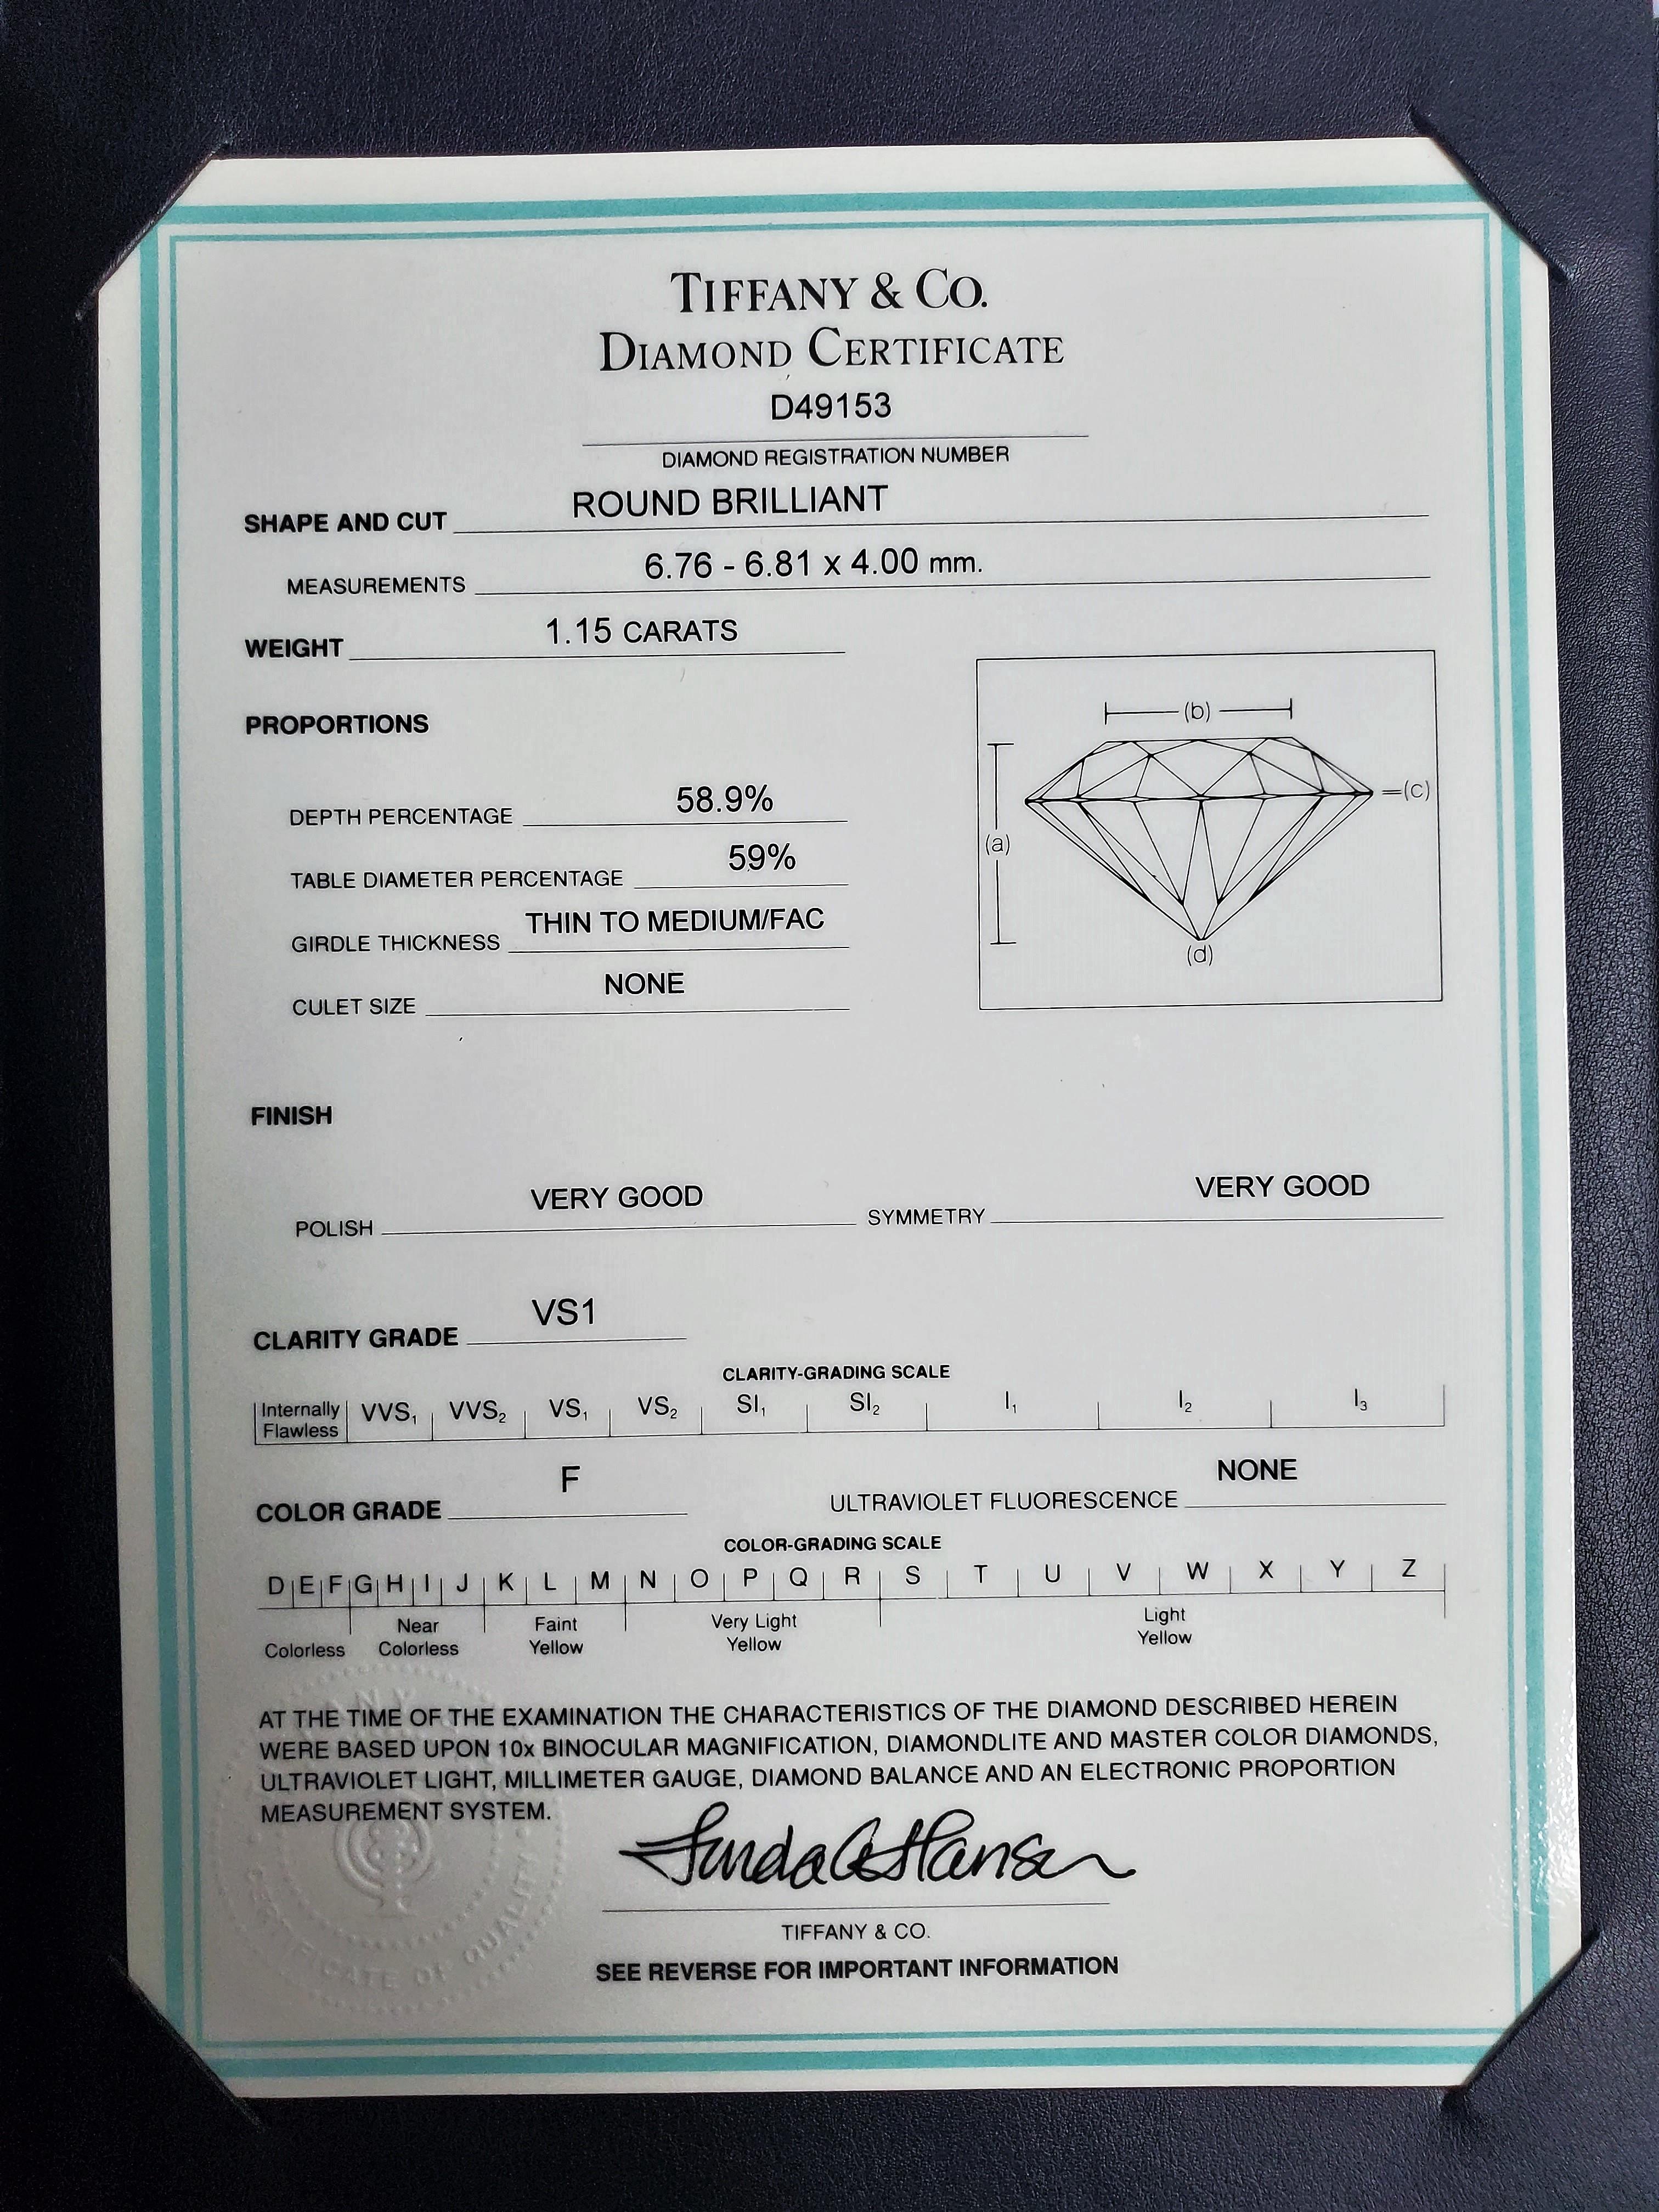 TIFFANY & CO.
DIAMOND CERTIFICATE
D49153
DIAMOND REGISTRATION NUMBER
SHAPE AND CUT ROUND BRILLIANT
MEASUREMENTS 6.76 - 6.81 x 4.00 mm.
WEIGHT 1.15 CARATS
PROPORTIONS
DEPTH PERCENTAGE 58.9%
TABLE DIAMETER PERCENTAGE 59%
GIRDLE THICKNESS THIN TO MEDIUM/FAC
CULET SIZE NONE
(b)
(c)
(a)
(d)
FINISH
POLISH VERY GOOD SYMMETRY VERY GOOD
CLARITY GRADE VS1
CLARITY-GRADING SCALE
Internally Flawless VVS1 VVS2 VS1 VS2 SI1 SI2 I1 I2 I3
COLOR GRADE F ULTRAVIOLET FLUORESCENCE NONE
COLOR-GRADING SCALE
D E F G H I J K L M N O P Q R S T U V W X Y Z
Colorless Near Colorless Faint Yellow Very Light Yellow Light Yellow
AT THE TIME OF THE EXAMINATION THE CHARACTERISTICS OF THE DIAMOND DESCRIBED HEREIN
WERE BASED UPON 10x BINOCULAR MAGNIFICATION, DIAMONDLITE AND MASTER COLOR DIAMONDS,
ULTRAVIOLET LIGHT, MILLIMETER GAUGE, DIAMOND BALANCE AND AN ELECTRONIC PROPORTION
MEASUREMENT SYSTEM.
TIFFANY & CO.
SEE REVERSE FOR IMPORTANT INFORMATION
CERTIFICATE OF QUALITY